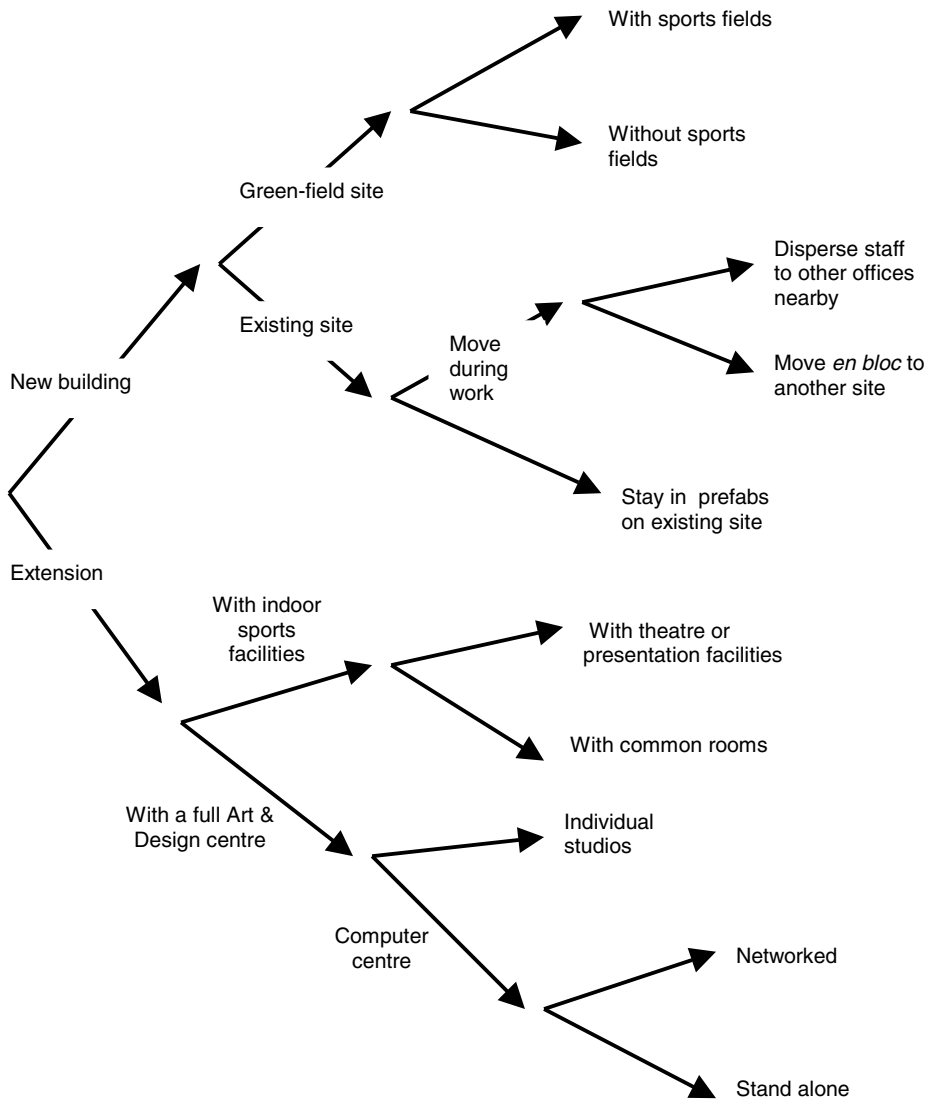 With sports fields
Without sports
fields
Green-field site
Disperse staff
to other offices
nearby
Existing site
Move
during
work
Move en bloc to
another site
New building
Stay in prefabs
on existing site
Extension
With indoor
sports
facilities
With theatre or
presentation facilities
With common rooms
With a full Art &
Design centre
Individual
studios
Computer
centre
Networked
Stand alone